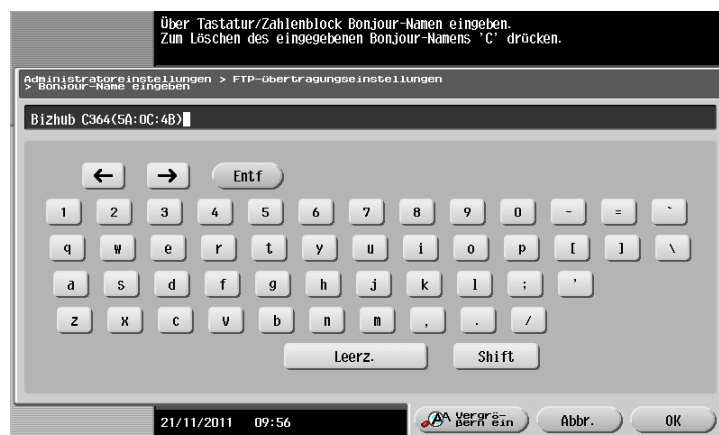 Über Tastatur/Zahlenblock Bonjour-Namen eingeben.
Zum Löschen des eingegebenen Bonjour-Namens 'C' drücken.
Administratoreinstellungen > FTP-übertragungseinstellungen
> Bonjour-Name eingeben
Bizhub C364(5A:0C:4B)
← → Entf
1 2 3 4 5 6 7 8 9 0 - = `
q w e r t y u i o p [ ] \
a s d f g h j k l ; '
z x c v b n m , . /
Leerz. Shift
Vergrö-
bern ein
Abbr. OK
21/11/2011 09:56